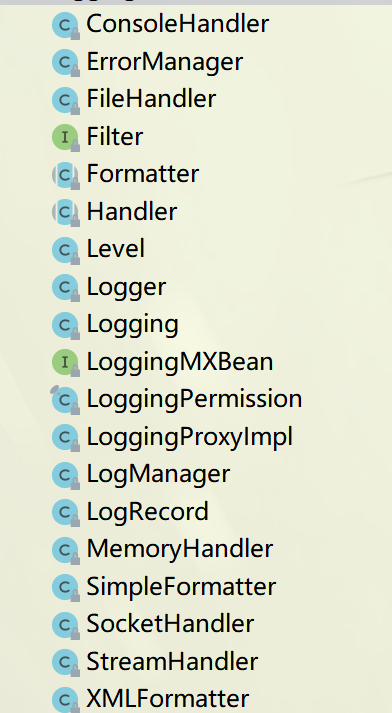 C ConsoleHandler
C ErrorManager
C FileHandler
I Filter
C Formatter
C Handler
C Level
C Logger
C Logging
I LoggingMXBean
C LoggingPermission
C LoggingProxyImpl
C LogManager
C LogRecord
C MemoryHandler
C SimpleFormatter
C SocketHandler
C StreamHandler
C XMLFormatter